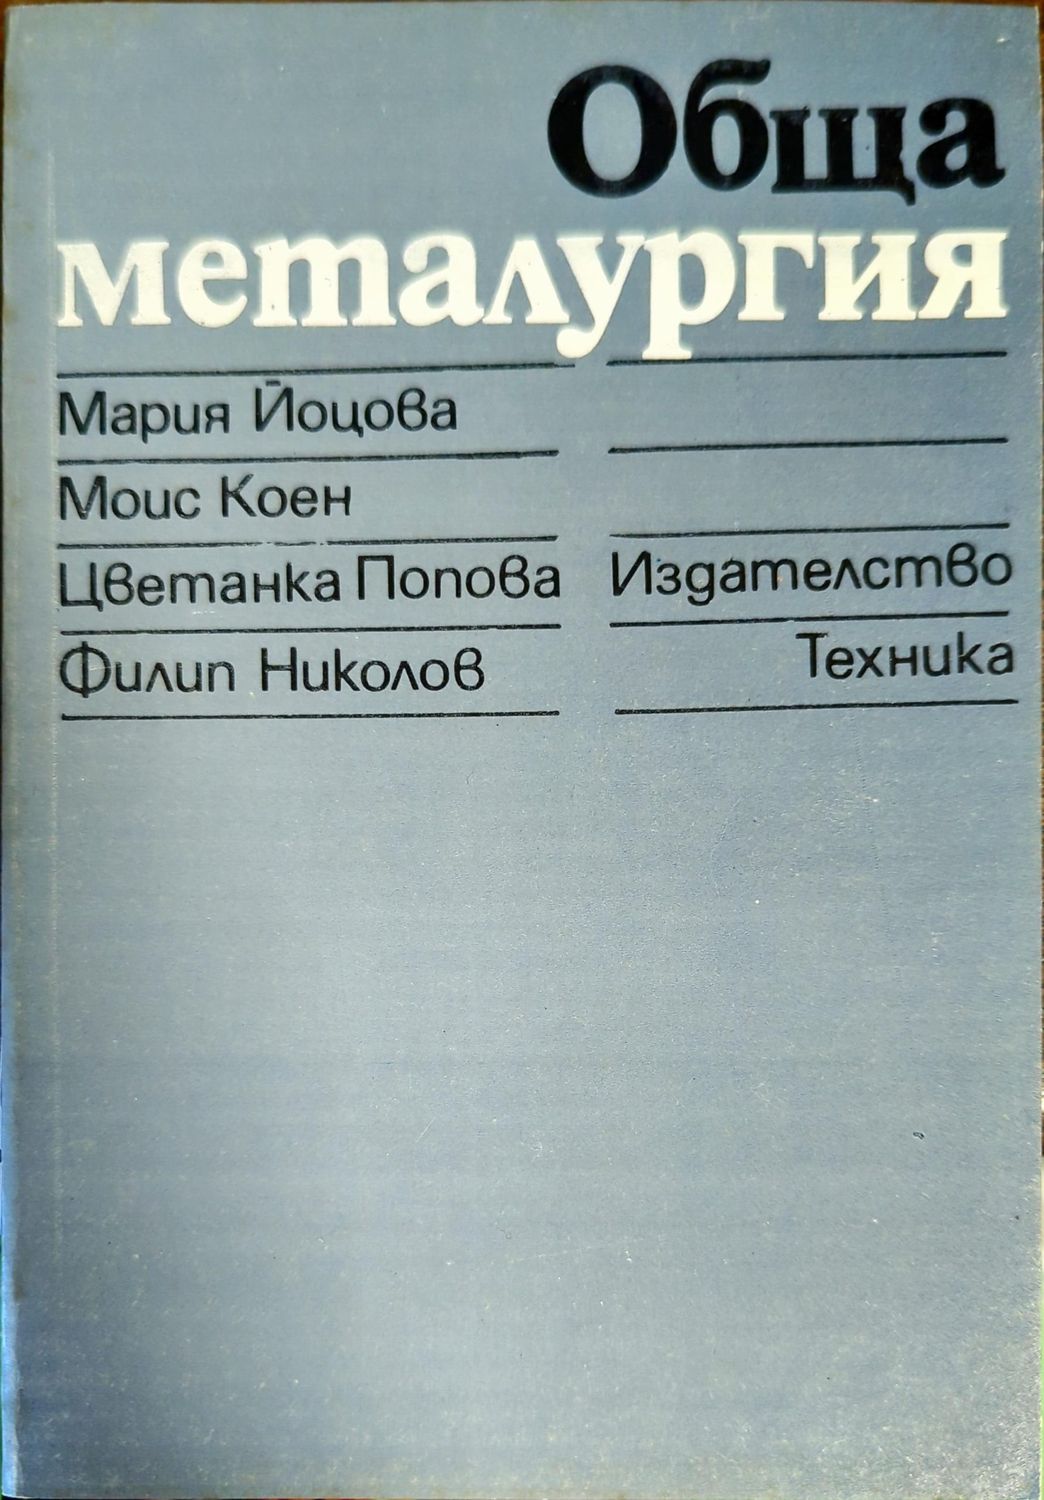 Обща
металургия
Мария Йоцова
Моис Коен
Цветанка Попова
Филип Николов
Издателство
Техника